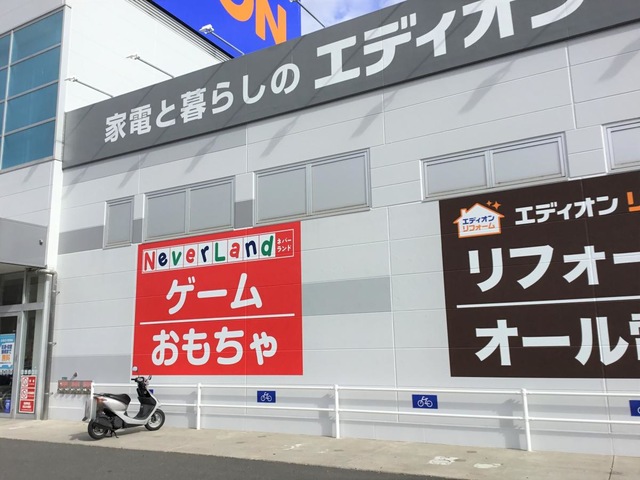 ON
家電と暮らしの エディオン
NeverLand ネバーランド
ゲーム
おもちゃ
エディオン
リフォーム
エディオン リ
リフォー
オール電